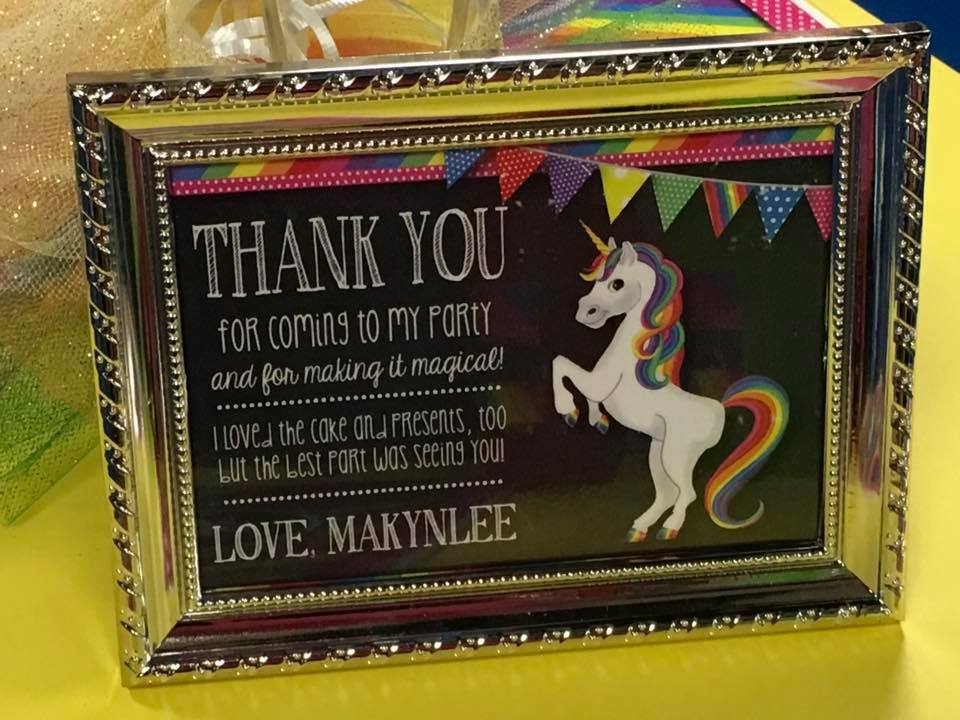 THANK YOU
FOR COMING TO MY PARTY
and for making it magical!
I LOVED THE CAKE AND PRESENTS, TOO
BUT THE BEST PART WAS SEEING YOU!
LOVE, MAKYNLEE